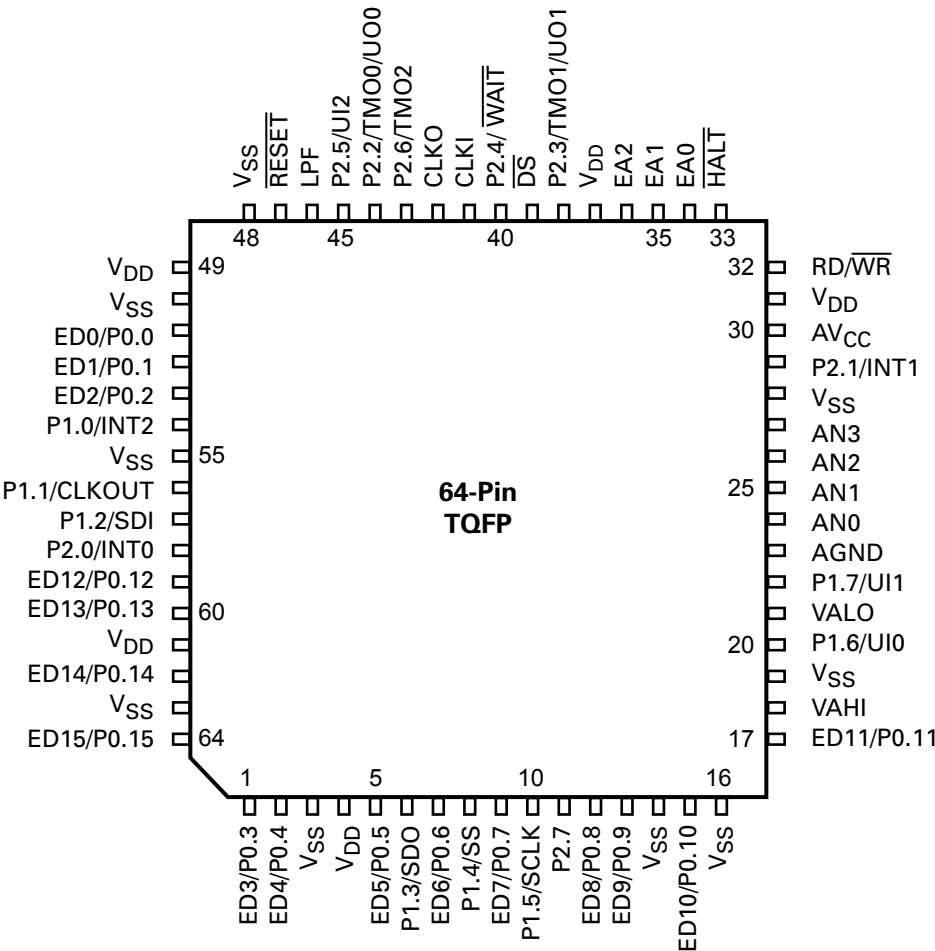 VSS
RESET
LPF
P2.5/UI2
P2.2/TMO0/UO0
P2.6/TMO2
CLKO
CLKI
P2.4/ WAIT
DS
P2.3/TMO1/UO1
VDD
EA2
EA1
EA0
HALT
48
45
40
35
33
VDD
49
VSS
ED0/P0.0
ED1/P0.1
ED2/P0.2
P1.0/INT2
VSS
55
P1.1/CLKOUT
P1.2/SDI
P2.0/INT0
ED12/P0.12
ED13/P0.13
60
VDD
ED14/P0.14
VSS
ED15/P0.15
64
64-Pin
TQFP
32
RD/WR
VDD
30
AVCC
P2.1/INT1
VSS
AN3
AN2
25
AN1
AN0
AGND
P1.7/UI1
VALO
20
P1.6/UI0
VSS
VAHI
17
ED11/P0.11
1
5
10
16
ED3/P0.3
ED4/P0.4
VSS
VDD
ED5/P0.5
P1.3/SDO
ED6/P0.6
P1.4/SS
ED7/P0.7
P1.5/SCLK
P2.7
ED8/P0.8
ED9/P0.9
VSS
ED10/P0.10
VSS